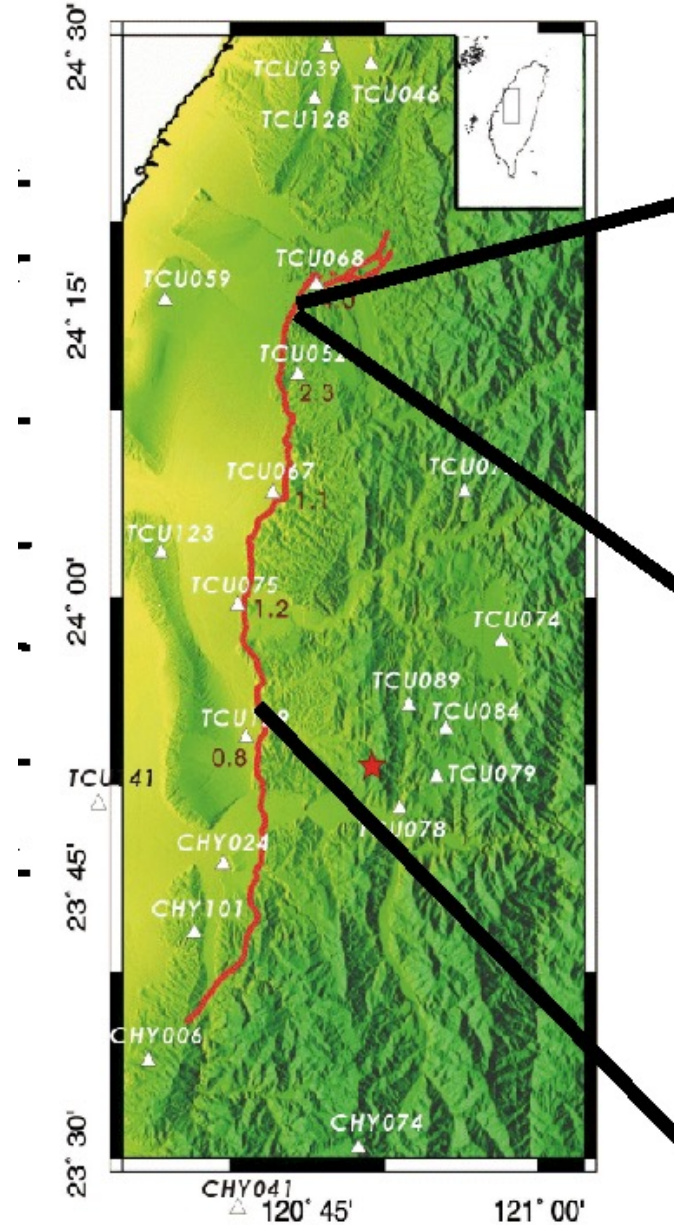 24° 30'
TCU039
TCU046
TCU128
TCU068
TCU059
24° 15'
2.3
TCU067
1.1
TCU123
24° 00'
TCU075
1.2
TCU074
TCU089
TCU084
0.8
TCU079
CHY024
23° 45'
CHY101
CHY006
CHY074
23° 30'
CHY041
120° 45'
121° 00'